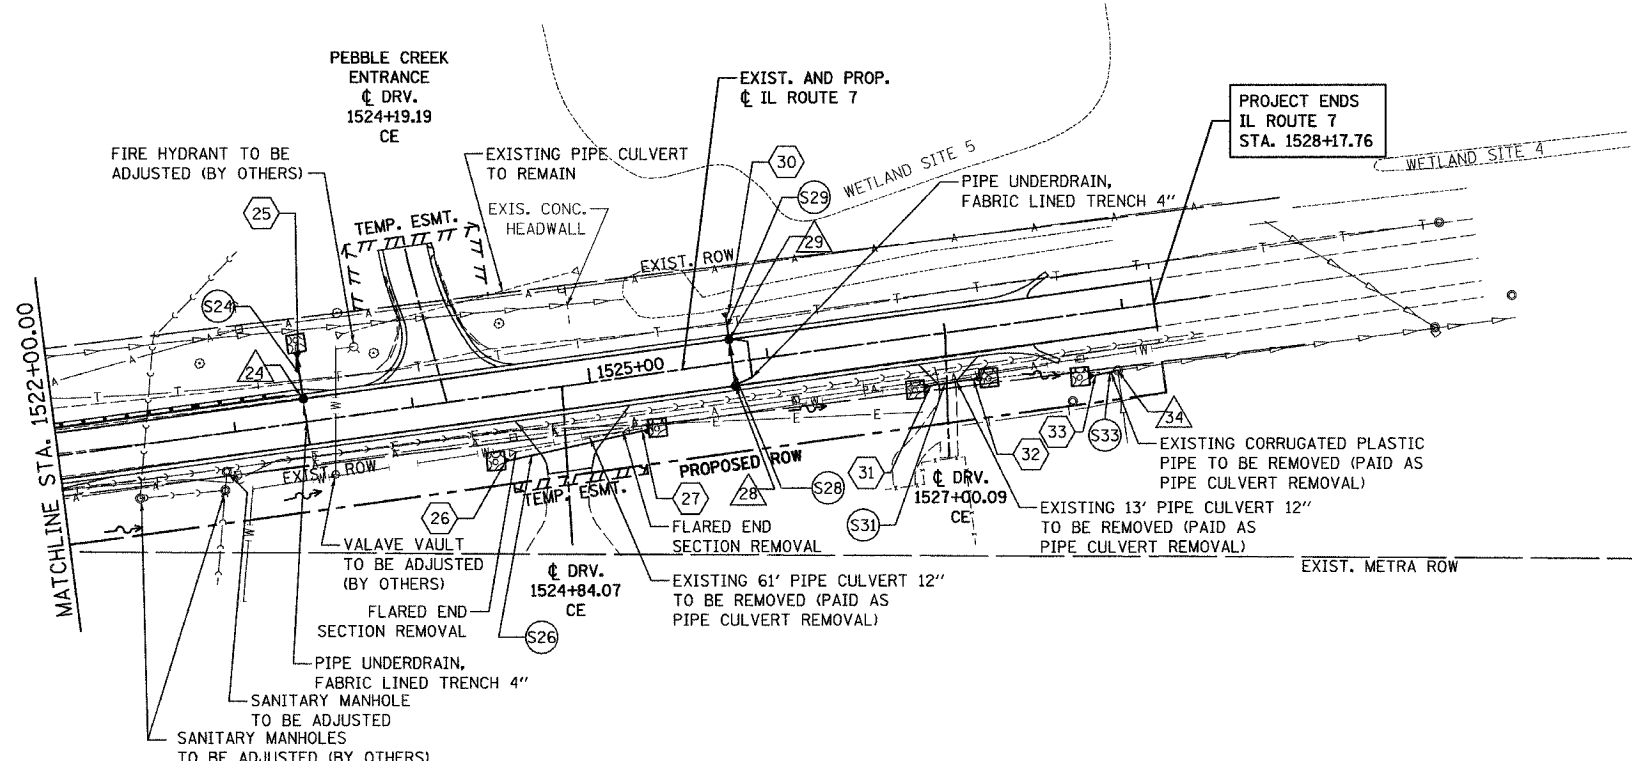 PEBBLE CREEK
ENTRANCE
℄ DRV.
1524+19.19
CE
EXIST. AND PROP.
℄ IL ROUTE 7
PROJECT ENDS
IL ROUTE 7
STA. 1528+17.76
FIRE HYDRANT TO BE
ADJUSTED (BY OTHERS)
EXISTING PIPE CULVERT
TO REMAIN
30
WETLAND SITE 5
WETLAND SITE 4
25
TEMP. ESMT.
EXIS. CONC.
HEADWALL
S29
PIPE UNDERDRAIN,
FABRIC LINED TRENCH 4"
29
EXIST. ROW
S24
24
1525+00
MATCHLINE STA. 1522+00.00
EXIST. ROW
PROPOSED ROW
TEMP. ESMT.
26
27
28
S28
31
S31
32
33
S33
34
℄ DRV.
1527+00.09
CE
EXISTING CORRUGATED PLASTIC
PIPE TO BE REMOVED (PAID AS
PIPE CULVERT REMOVAL)
EXISTING 13' PIPE CULVERT 12"
TO BE REMOVED (PAID AS
PIPE CULVERT REMOVAL)
FLARED END
SECTION REMOVAL
VALAVE VAULT
TO BE ADJUSTED
(BY OTHERS)
℄ DRV.
1524+84.07
CE
EXIST. METRA ROW
EXISTING 61' PIPE CULVERT 12"
TO BE REMOVED (PAID AS
PIPE CULVERT REMOVAL)
FLARED END
SECTION REMOVAL
S26
PIPE UNDERDRAIN,
FABRIC LINED TRENCH 4"
SANITARY MANHOLE
TO BE ADJUSTED
SANITARY MANHOLES
TO BE ADJUSTED (BY OTHERS)